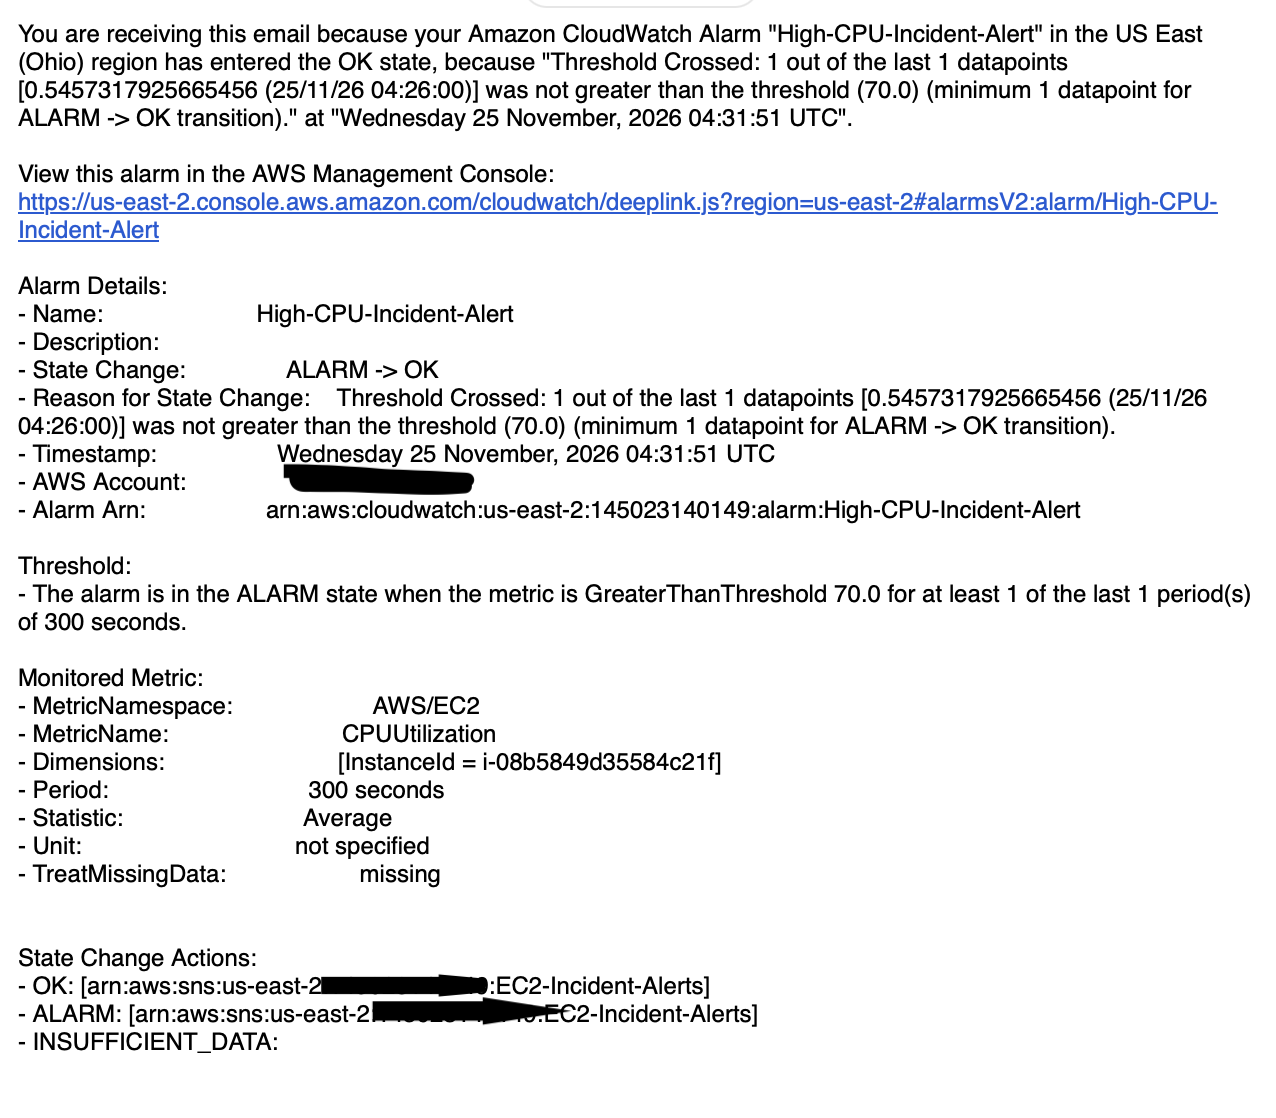 You are receiving this email because your Amazon CloudWatch Alarm "High-CPU-Incident-Alert" in the US East
(Ohio) region has entered the OK state, because "Threshold Crossed: 1 out of the last 1 datapoints
[0.5457317925665456 (25/11/26 04:26:00)] was not greater than the threshold (70.0) (minimum 1 datapoint for
ALARM -> OK transition)." at "Wednesday 25 November, 2026 04:31:51 UTC".
View this alarm in the AWS Management Console:
https://us-east-2.console.aws.amazon.com/cloudwatch/deeplink.js?region=us-east-2#alarmsV2:alarm/High-CPU-
Incident-Alert
Alarm Details:
- Name: High-CPU-Incident-Alert
- Description:
- State Change: ALARM -> OK
- Reason for State Change: Threshold Crossed: 1 out of the last 1 datapoints [0.5457317925665456 (25/11/26
04:26:00)] was not greater than the threshold (70.0) (minimum 1 datapoint for ALARM -> OK transition).
- Timestamp: Wednesday 25 November, 2026 04:31:51 UTC
- AWS Account:
- Alarm Arn: arn:aws:cloudwatch:us-east-2:145023140149:alarm:High-CPU-Incident-Alert
Threshold:
- The alarm is in the ALARM state when the metric is GreaterThanThreshold 70.0 for at least 1 of the last 1 period(s)
of 300 seconds.
Monitored Metric:
- MetricNamespace: AWS/EC2
- MetricName: CPUUtilization
- Dimensions: [InstanceId = i-08b5849d35584c21f]
- Period: 300 seconds
- Statistic: Average
- Unit: not specified
- TreatMissingData: missing
State Change Actions:
- OK: [arn:aws:sns:us-east-2 :EC2-Incident-Alerts]
- ALARM: [arn:aws:sns:us-east-2 EC2-Incident-Alerts]
- INSUFFICIENT_DATA: